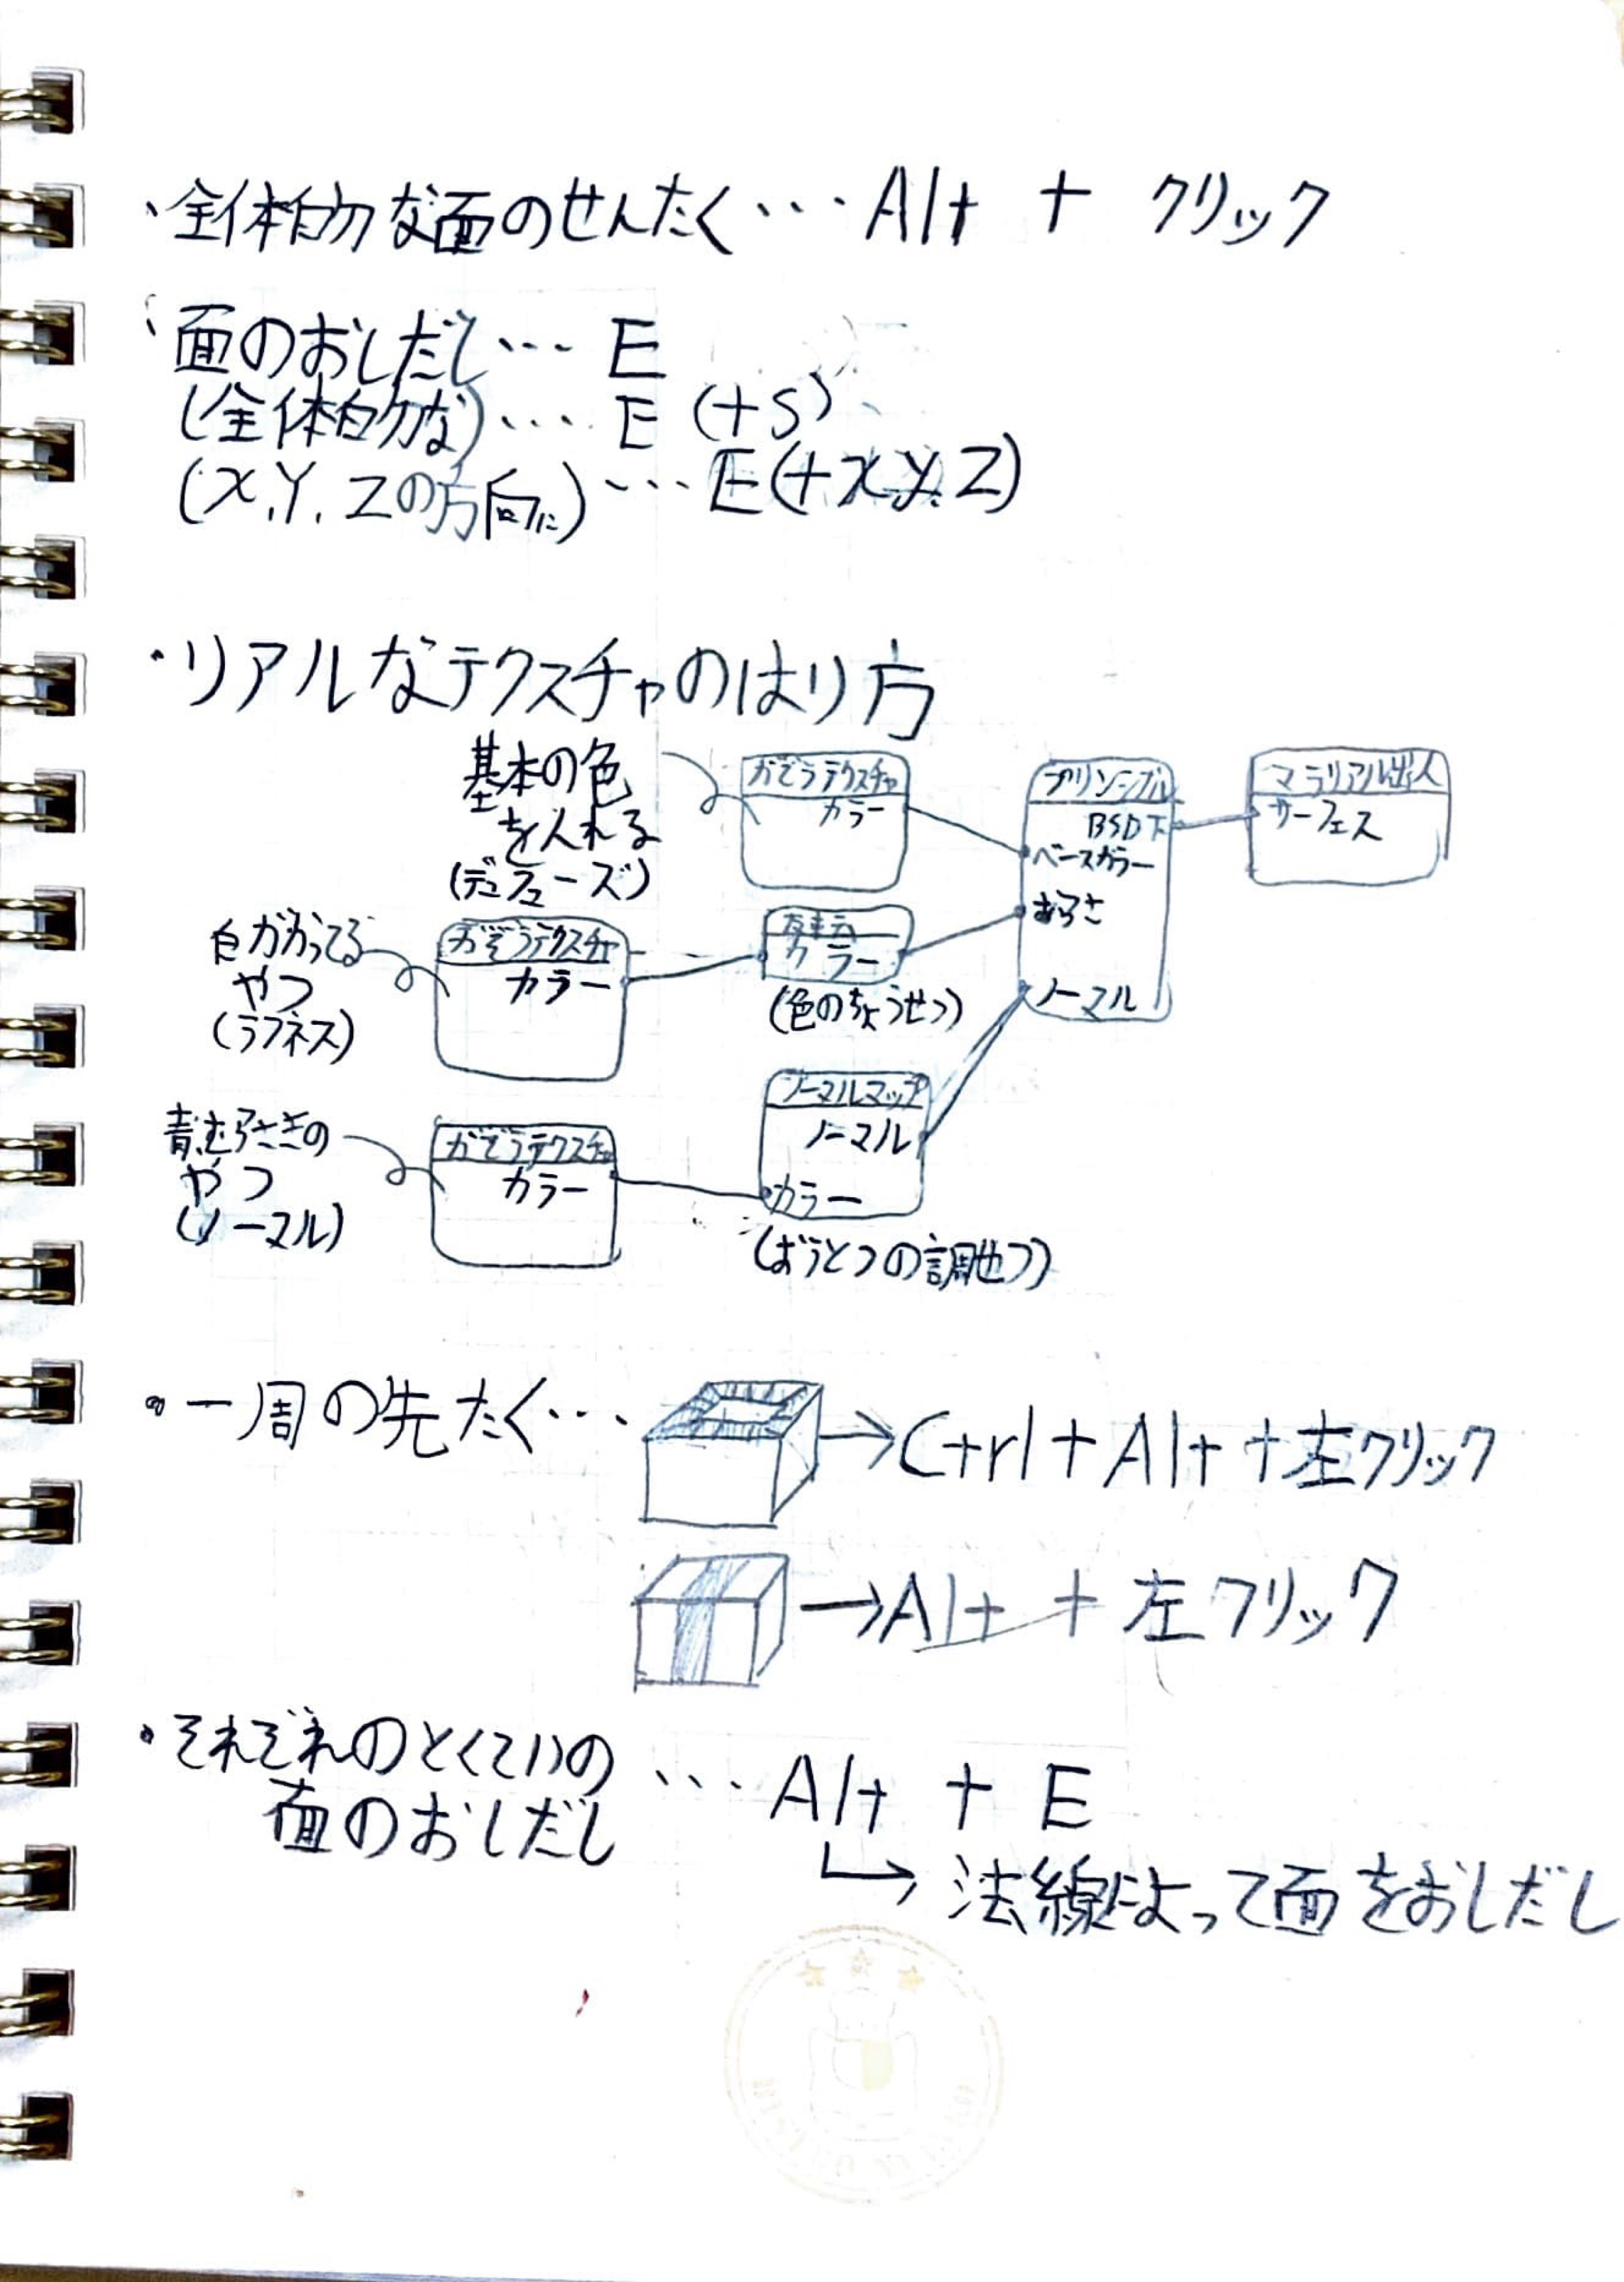 ・全体的な面のせんたく… Alt + クリック
・面のおしだし… E
(全体的な)… E (+S)
(X,Y,Zの方向に)… E(+X,Y,Z)
・リアルなテクスチャのはり方
基本の色
を入れる
(デュフューズ)
がぞうテクスチャ
カラー
プリンシプル
BSDF
ベースカラー
あらさ
ノーマル
マテリアル出入
サーフェス
白がかってる
やつ
(ラフネス)
がぞうテクスチャ
カラー
カラー
(色のちょうせつ)
青むらさきの
やつ
(ノーマル)
がぞうテクスチャ
カラー
ノーマルマップ
ノーマル
カラー
(おうとつの調せつ)
・一周の先たく…
→Ctrl+Alt+左クリック
→Alt + 左クリック
・それぞれのとくていの
面のおしだし
… Alt + E
法線によって面をおしだし